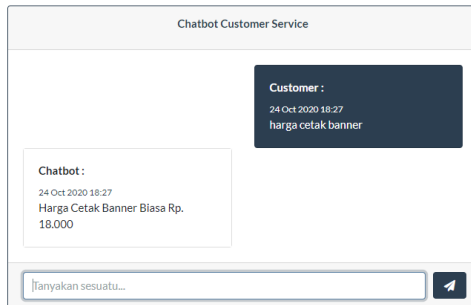 Chatbot Customer Service
Customer :
24 Oct 2020 18:27
harga cetak banner
Chatbot :
24 Oct 2020 18:27
Harga Cetak Banner Biasa Rp.
18.000
Tanyakan sesuatu...